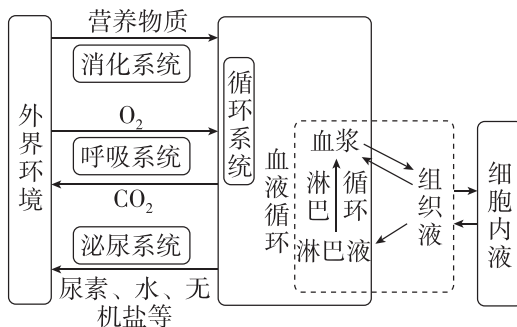 营养物质
消化系统
外界环境
O₂
呼吸系统
CO₂
泌尿系统
尿素、水、无
机盐等
循环系统
血液循环
血浆
淋巴
循环
淋巴液
组织液
细胞内液